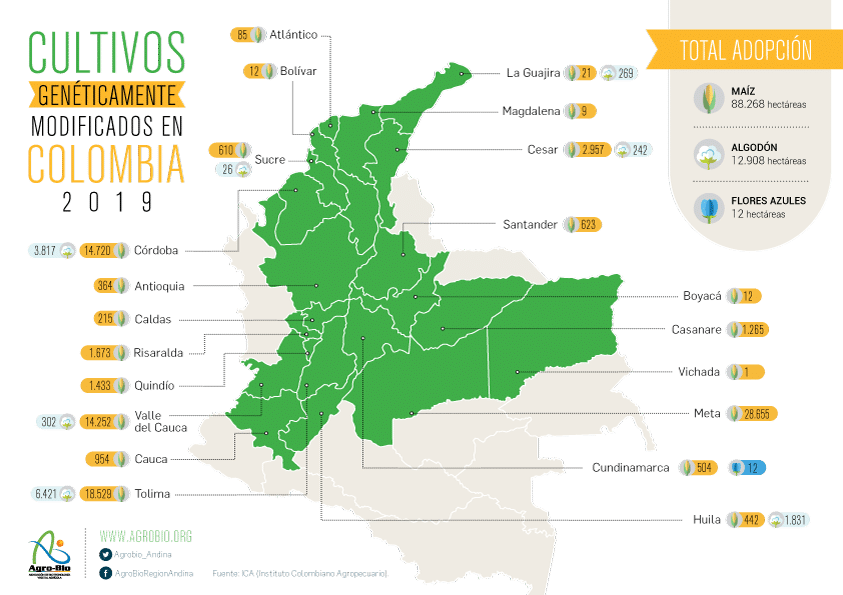 CULTIVOS
GENÉTICAMENTE
MODIFICADOS EN
COLOMBIA
2019
TOTAL ADOPCIÓN
MAÍZ
88.268 hectáreas
ALGODÓN
12.908 hectáreas
FLORES AZULES
12 hectáreas
85 Atlántico
12 Bolívar
610
Sucre
26
3.817 14.720 Córdoba
364 Antioquia
215 Caldas
1.673 Risaralda
1.433 Quindío
302 14.252 Valle
del Cauca
954 Cauca
6.421 18.529 Tolima
La Guajira 21 269
Magdalena 9
Cesar 2.957 242
Santander 623
Boyacá 12
Casanare 1.265
Vichada 1
Meta 28.655
Cundinamarca 504 12
Huila 442 1.831
Agro-Bio
WWW.AGROBIO.ORG
Agrobio_Andina
AgroBioRegionAndina
Fuente: ICA (Instituto Colombiano Agropecuario).